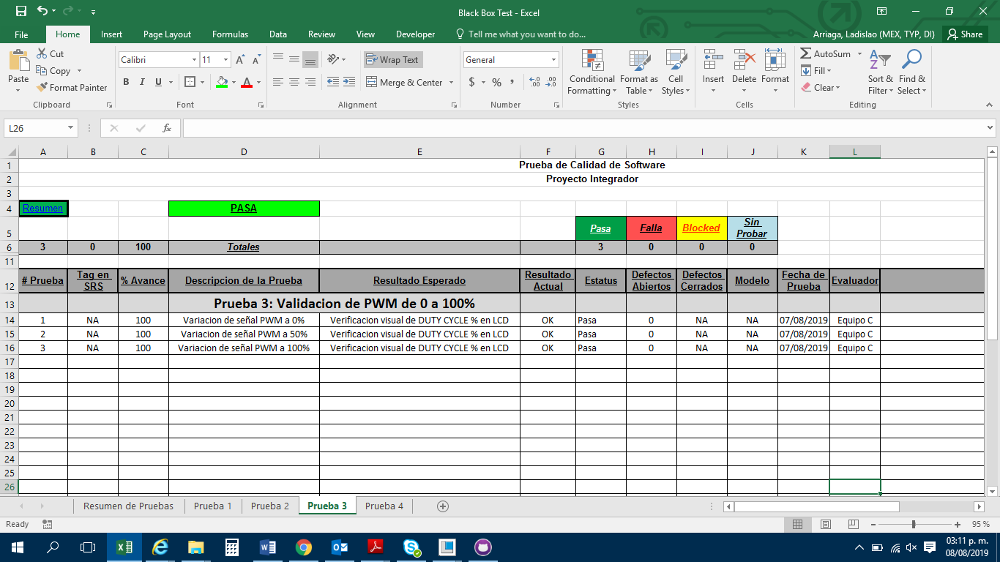 Black Box Test - Excel
File Home Insert Page Layout Formulas Data Review View Developer Tell me what you want to do... Arriaga, Ladislao (MEX, TYP, DI) Share
Paste Cut Copy Format Painter Clipboard
Calibri 11 B I U A A A Font
Wrap Text Merge & Center Alignment
General $ % , .00 .0 Number
Conditional Formatting Format as Table Cell Styles Styles
Insert Delete Format Cells
AutoSum Fill Clear Sort & Filter Find & Select Editing
L26 fx
A B C D E F G H I J K L
1 Prueba de Calidad de Software
2 Proyecto Integrador
3
4 Resumen PASA
5 Pasa Falla Blocked Sin Probar
6 3 0 100 Totales 3 0 0 0
11
12 # Prueba Tag en SRS % Avance Descripcion de la Prueba Resultado Esperado Resultado Actual Estatus Defectos Abiertos Defectos Cerrados Modelo Fecha de Prueba Evaluador
13 Prueba 3: Validacion de PWM de 0 a 100%
14 1 NA 100 Variacion de señal PWM a 0% Verificacion visual de DUTY CYCLE % en LCD OK Pasa 0 NA NA 07/08/2019 Equipo C
15 2 NA 100 Variacion de señal PWM a 50% Verificacion visual de DUTY CYCLE % en LCD OK Pasa 0 NA NA 07/08/2019 Equipo C
16 3 NA 100 Variacion de señal PWM a 100% Verificacion visual de DUTY CYCLE % en LCD OK Pasa 0 NA NA 07/08/2019 Equipo C
17
18
19
20
21
22
23
24
25
26
Resumen de Pruebas Prueba 1 Prueba 2 Prueba 3 Prueba 4
Ready 95 %
03:11 p. m.
08/08/2019